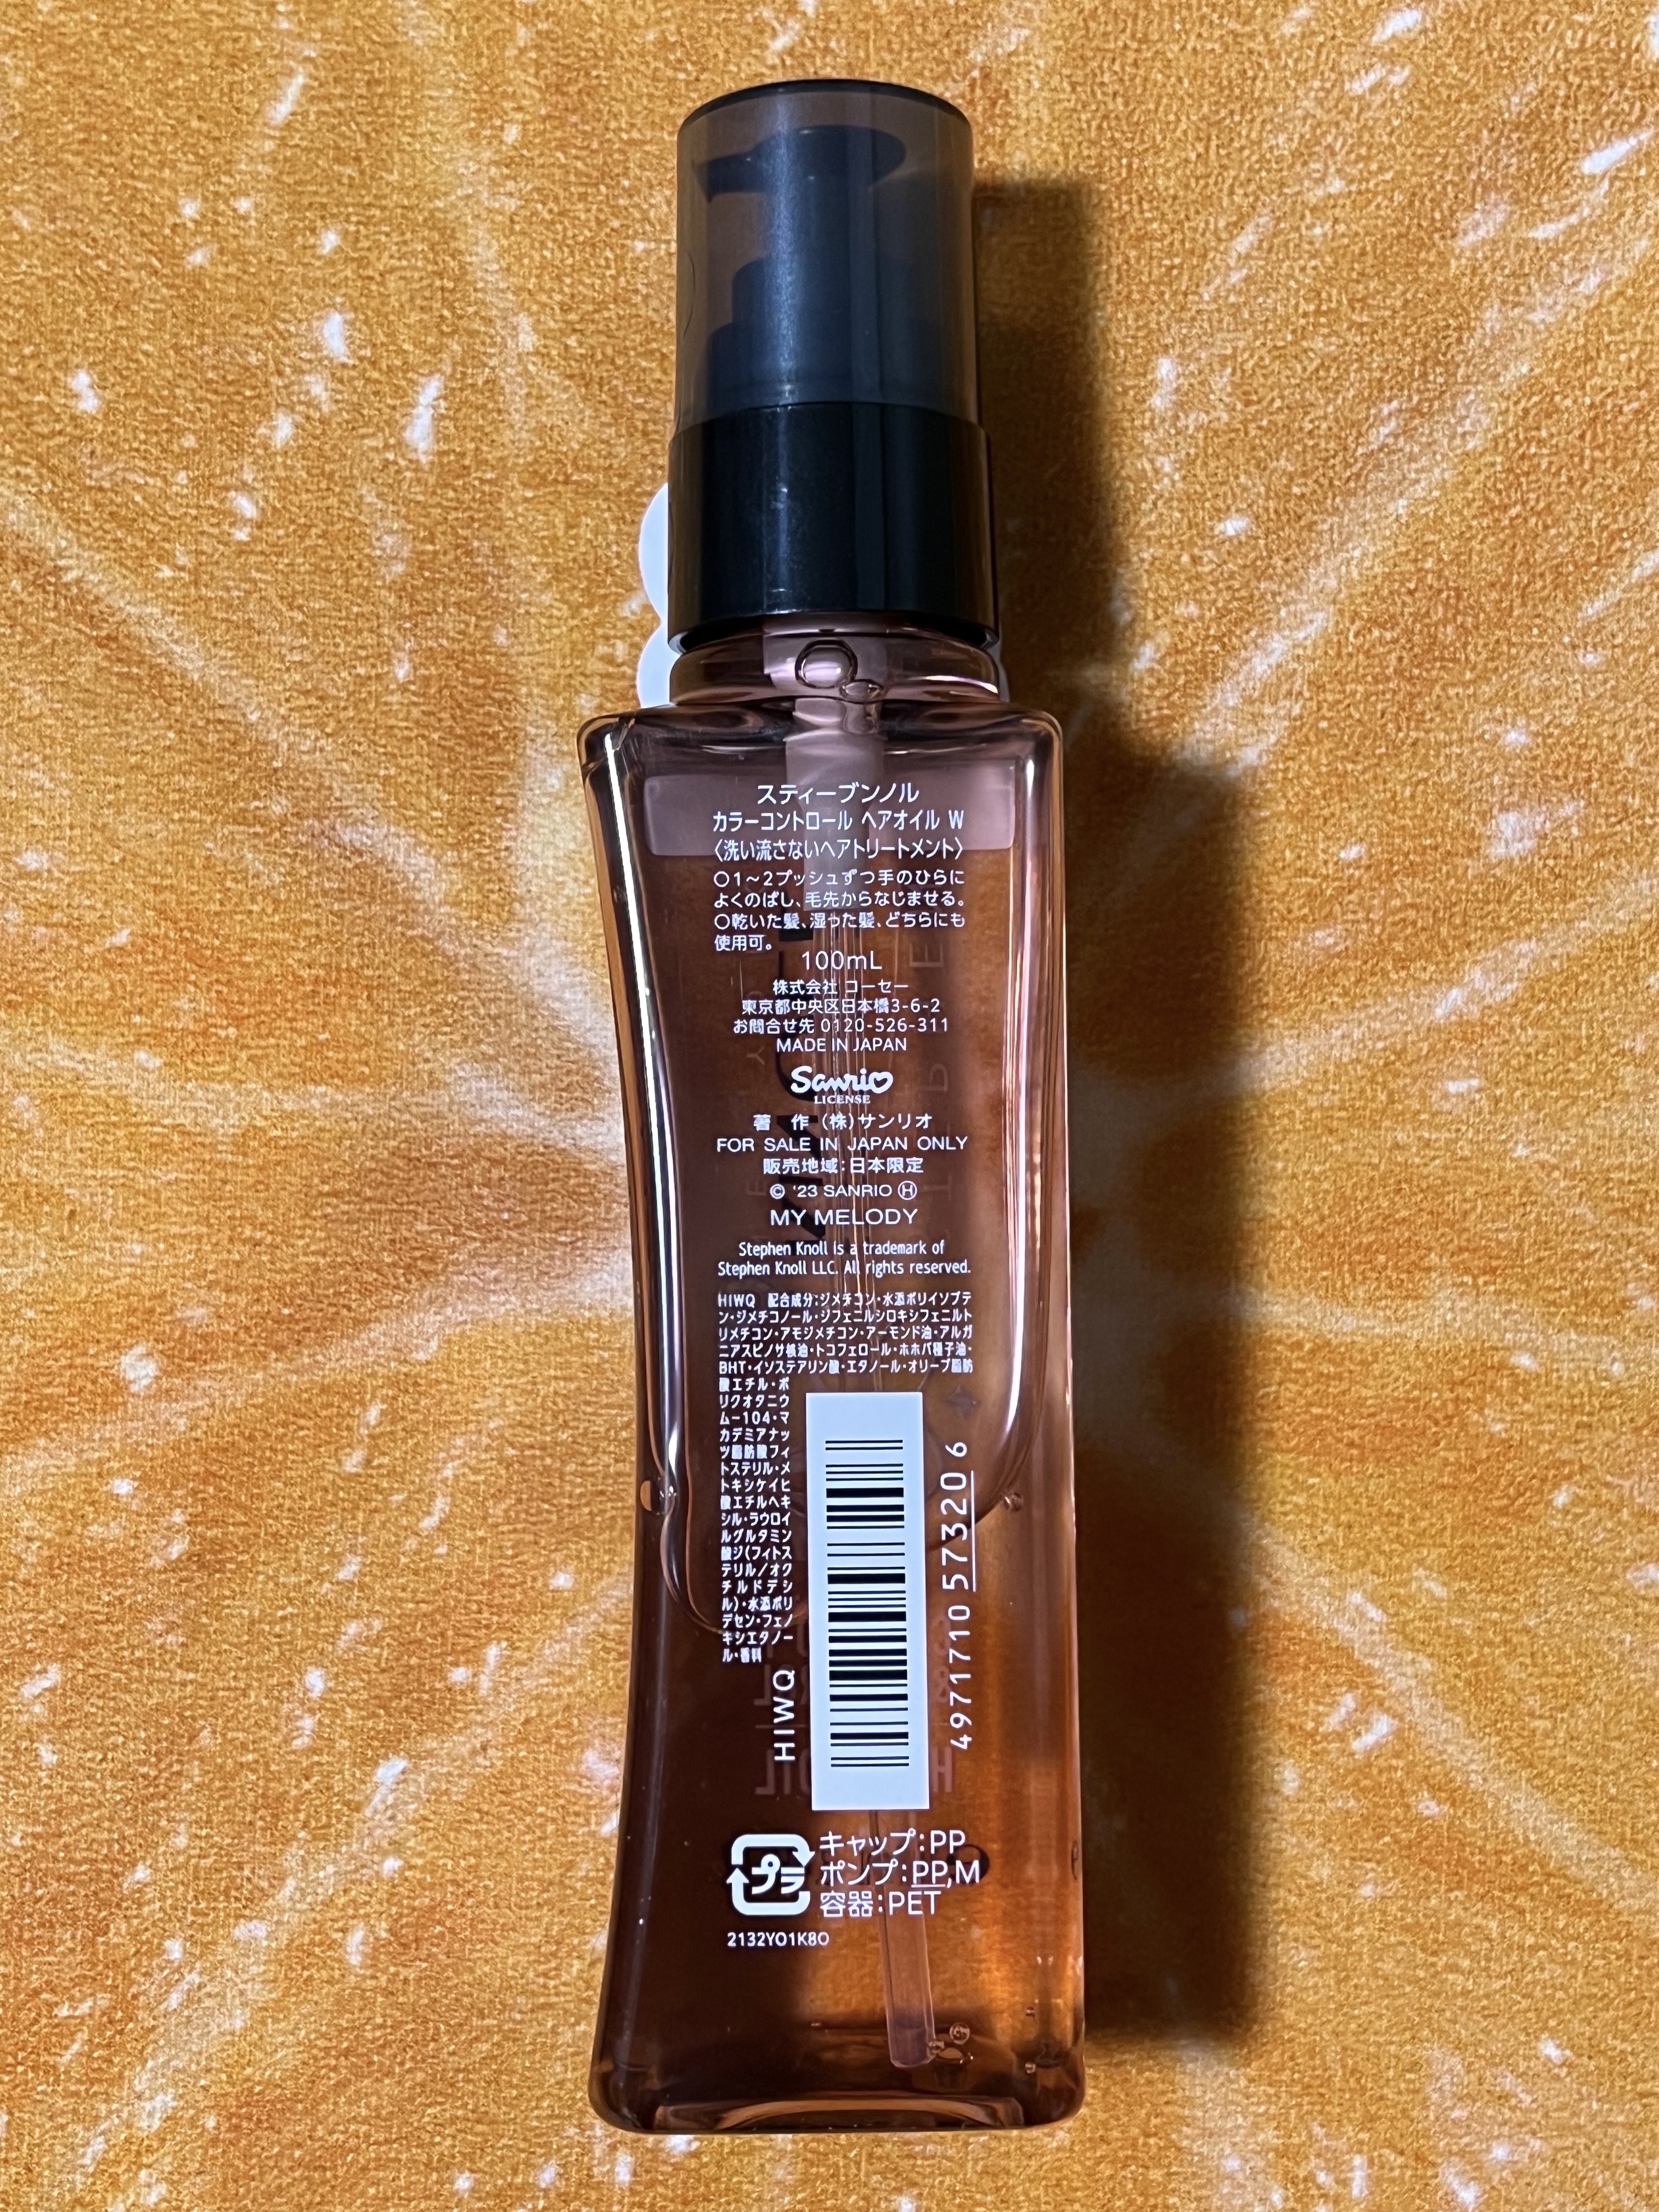 スティーブンノル
カラーコントロール ヘアオイル W
〈洗い流さないヘアトリートメント〉
○1～2プッシュずつ手のひらに
よくのばし、毛先からなじませる。
○乾いた髪、湿った髪、どちらにも
使用可。
100mL
株式会社 コーセー
東京都中央区日本橋3-6-2
お問合せ先 0120-526-311
MADE IN JAPAN
Sanrio
LICENSE
著 作 (株)サンリオ
FOR SALE IN JAPAN ONLY
販売地域：日本限定
© '23 SANRIO Ⓗ
MY MELODY
Stephen Knoll is a trademark of
Stephen Knoll LLC. All rights reserved.
HIWQ 配合成分：ジメチコン・水添ポリイソブテ
ン・ジメチコノール・ジフェニルシロキシフェニルト
リメチコン・アモジメチコン・アーモンド油・アルガ
ニアスピノサ核油・トコフェロール・ホホバ種子油・
BHT・イソステアリン酸・エタノール・オリーブ脂肪
酸エチル・ポ
リクオタニウ
ム-104・マ
カデミアナッ
ツ脂肪酸フィ
トステリル・メ
トキシケイヒ
酸エチルヘキ
シル・ラウロイ
ルグルタミン
酸ジ(フィトス
テリル／オク
チルドデシ
ル)・水添ポリ
デセン・フェノ
キシエタノー
ル・香料
HIWQ
4971710573206
プラ
キャップ：PP
ポンプ：PP,M
容器：PET
2132Y01K80